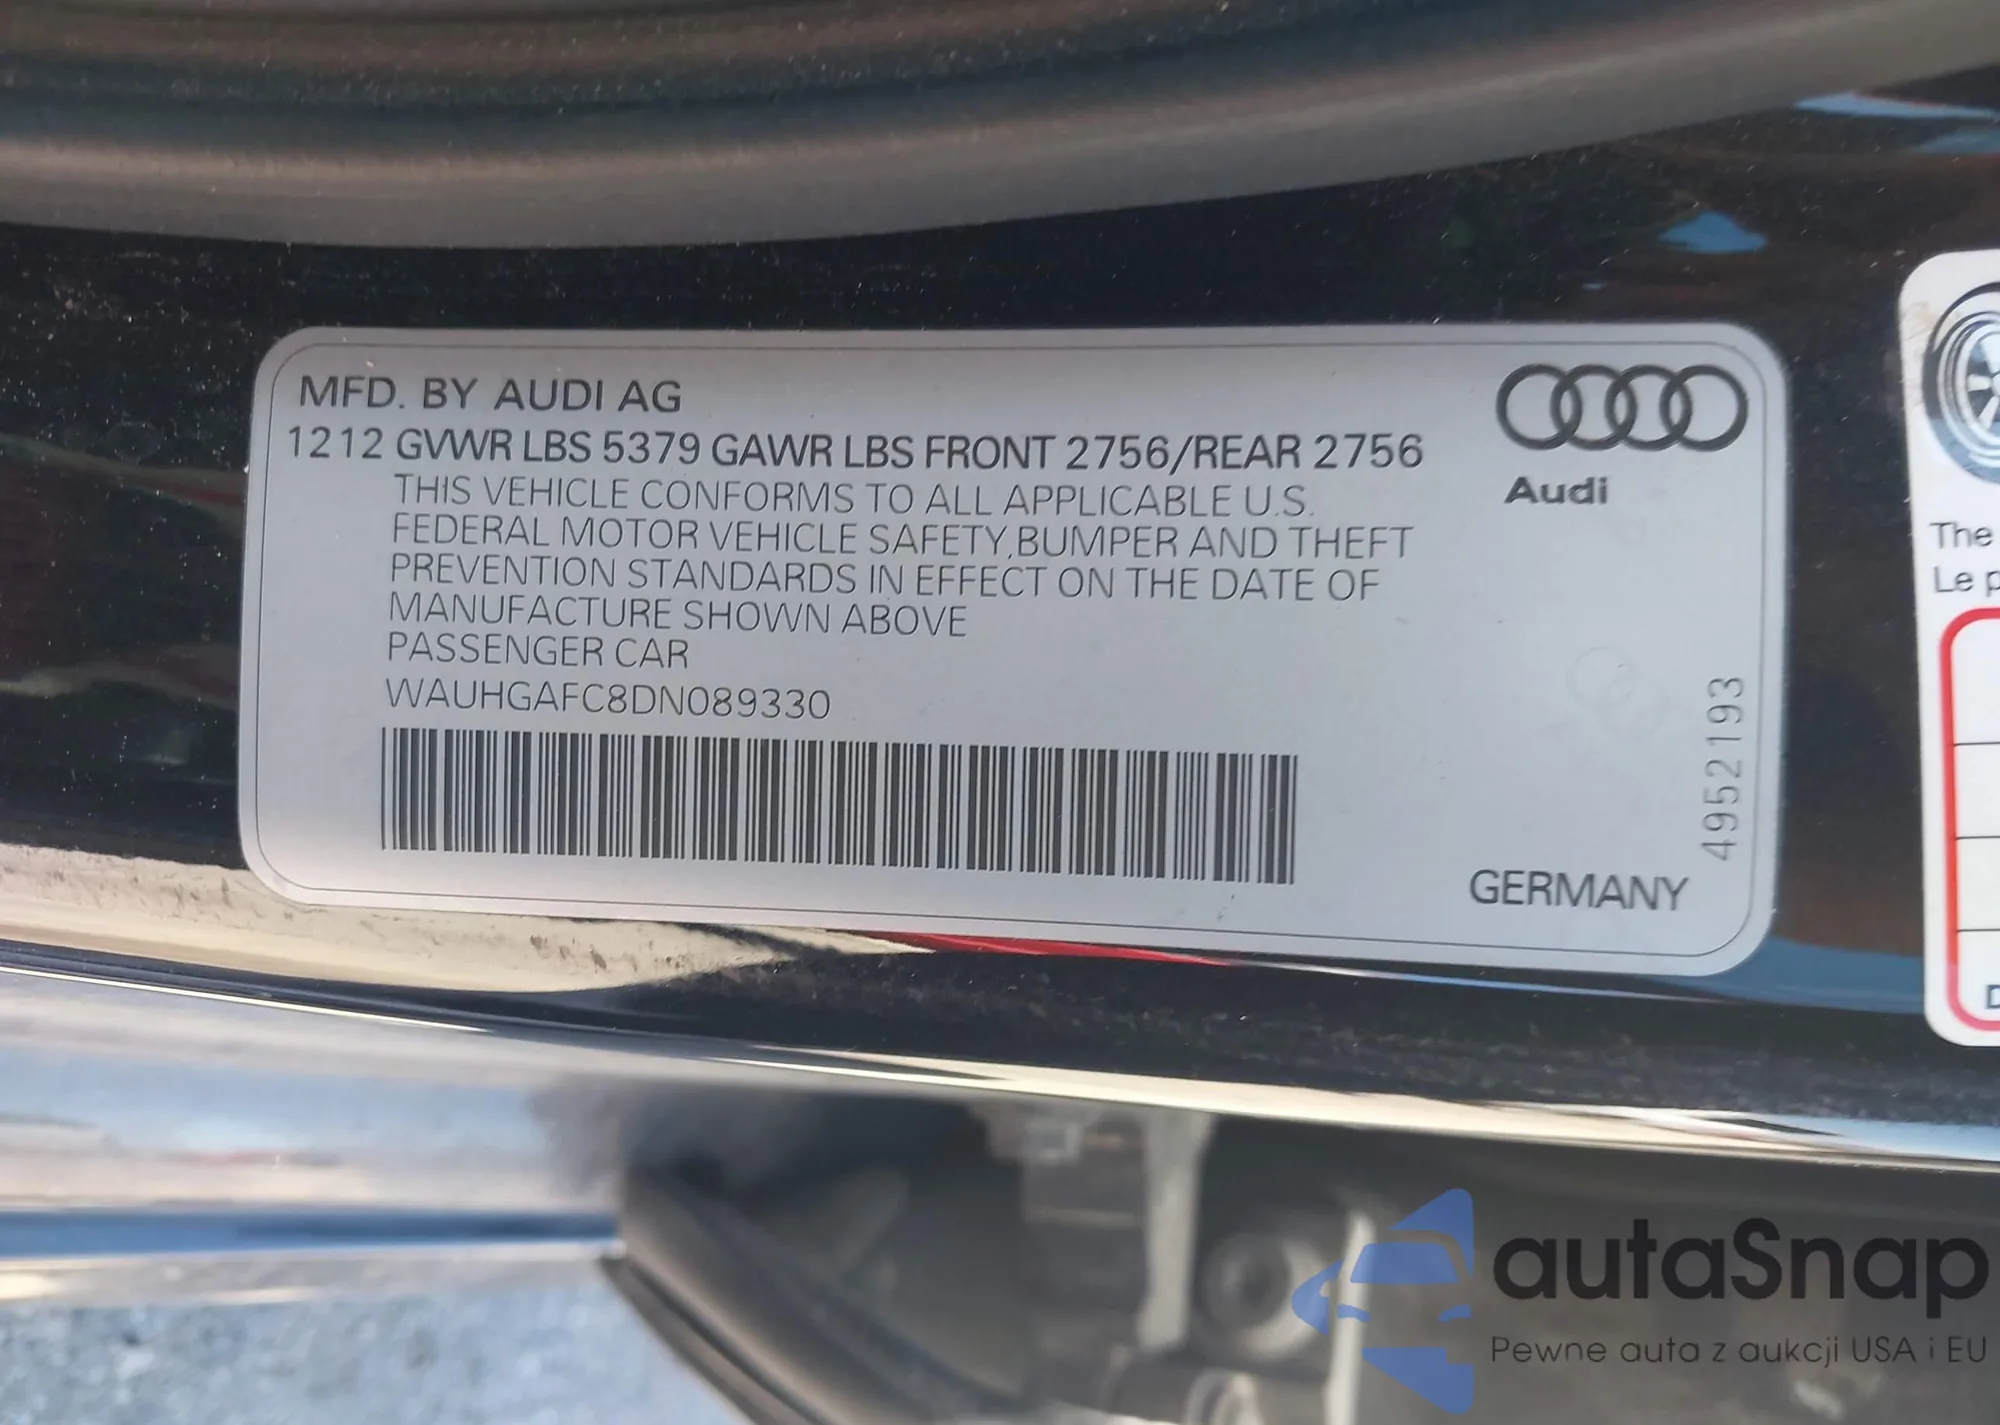 MFD. BY AUDI AG
1212 GVWR LBS 5379 GAWR LBS FRONT 2756/REAR 2756
THIS VEHICLE CONFORMS TO ALL APPLICABLE U.S.
FEDERAL MOTOR VEHICLE SAFETY,BUMPER AND THEFT
PREVENTION STANDARDS IN EFFECT ON THE DATE OF
MANUFACTURE SHOWN ABOVE
PASSENGER CAR
WAUHGAFC8DN089330
Audi
4952193
GERMANY
The
Le p
D
autaSnap
Pewne auta z aukcji USA i EU